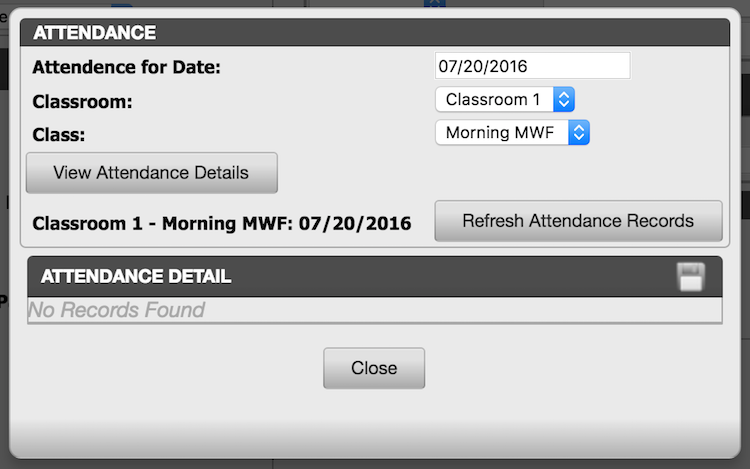 ATTENDANCE
Attendence for Date: 07/20/2016
Classroom: Classroom 1
Class: Morning MWF
View Attendance Details
Classroom 1 - Morning MWF: 07/20/2016 Refresh Attendance Records
ATTENDANCE DETAIL
No Records Found
Close